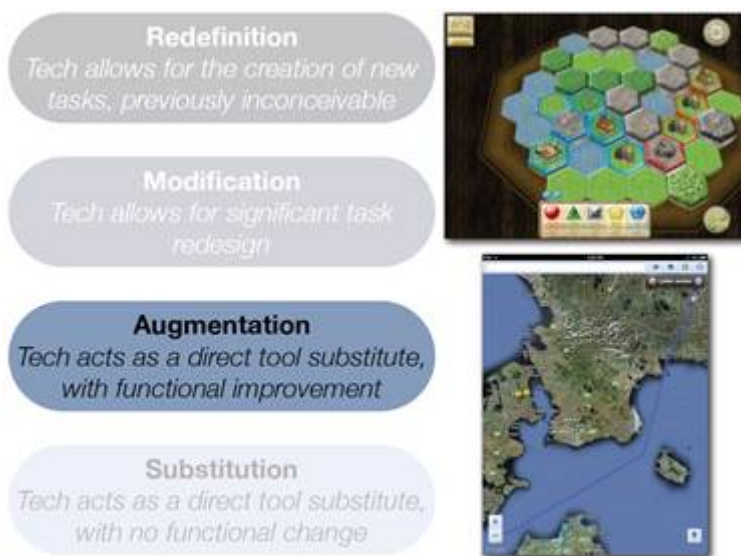 Redefinition
Tech allows for the creation of new
tasks, previously inconceivable
Modification
Tech allows for significant task
redesign
Augmentation
Tech acts as a direct tool substitute,
with functional improvement
Substitution
Tech acts as a direct tool substitute,
with no functional change